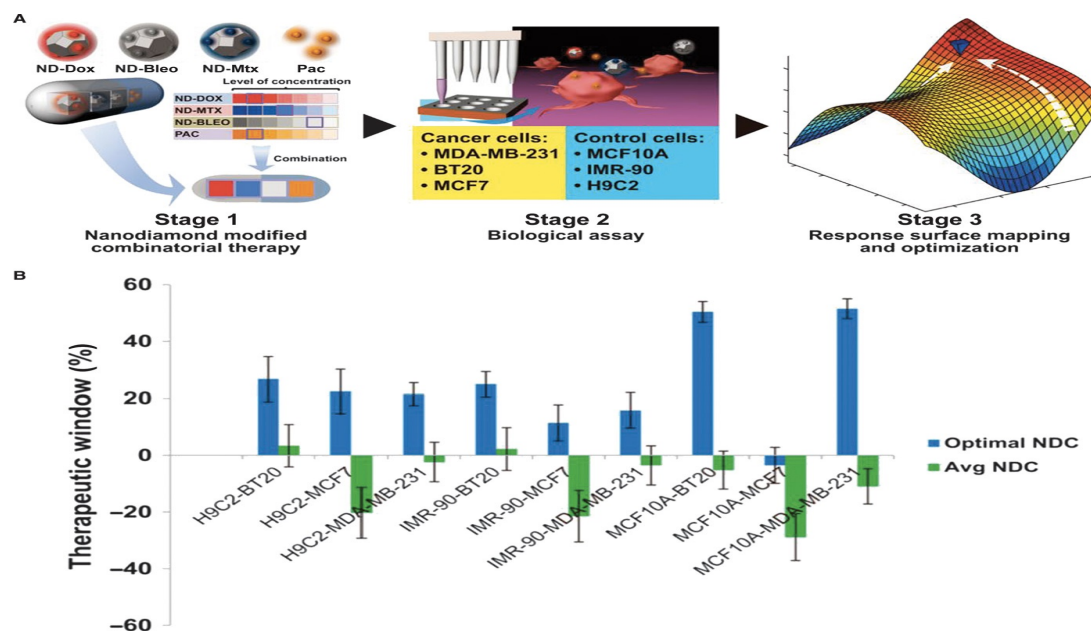 A
ND-Dox ND-Bleo ND-Mtx Pac
Level of concentration
ND-DOX
ND-MTX
ND-BLEO
PAC
Combination
Stage 1
Nanodiamond modified
combinatorial therapy
Cancer cells:
• MDA-MB-231
• BT20
• MCF7
Control cells:
• MCF10A
• IMR-90
• H9C2
Stage 2
Biological assay
Stage 3
Response surface mapping
and optimization
B
Therapeutic window (%)
60
40
20
0
−20
−40
−60
H9C2-BT20
H9C2-MCF7
H9C2-MDA-MB-231
IMR-90-BT20
IMR-90-MCF7
IMR-90-MDA-MB-231
MCF10A-BT20
MCF10A-MCF7
MCF10A-MDA-MB-231
Optimal NDC
Avg NDC